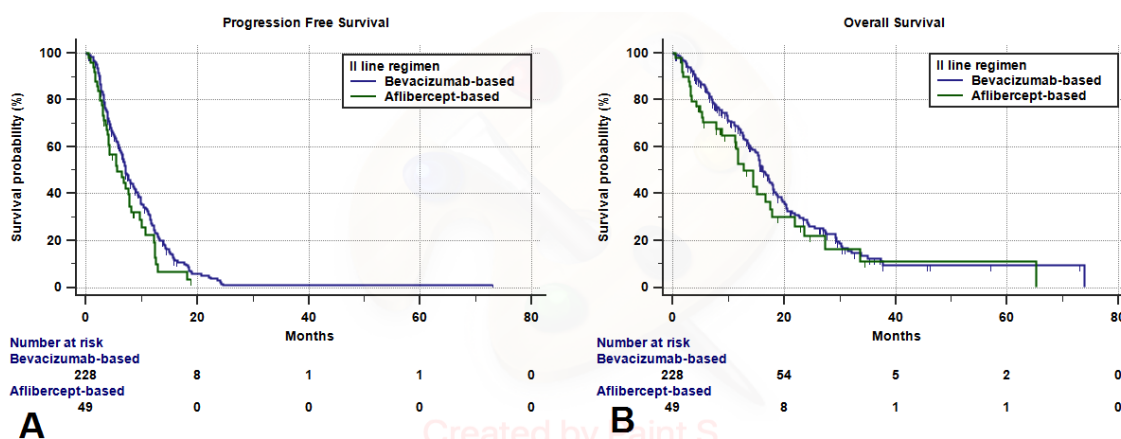 Progression Free Survival
100
80
60
40
20
0
Survival probability (%)
II line regimen
Bevacizumab-based
Aflibercept-based
0 20 40 60 80
Months
Number at risk
Bevacizumab-based
228 8 1 1 0
Aflibercept-based
49 0 0 0 0
A
Overall Survival
100
80
60
40
20
0
Survival probability (%)
II line regimen
Bevacizumab-based
Aflibercept-based
0 20 40 60 80
Months
Number at risk
Bevacizumab-based
228 54 5 2 0
Aflibercept-based
49 8 1 1 0
B
Created by Paint S